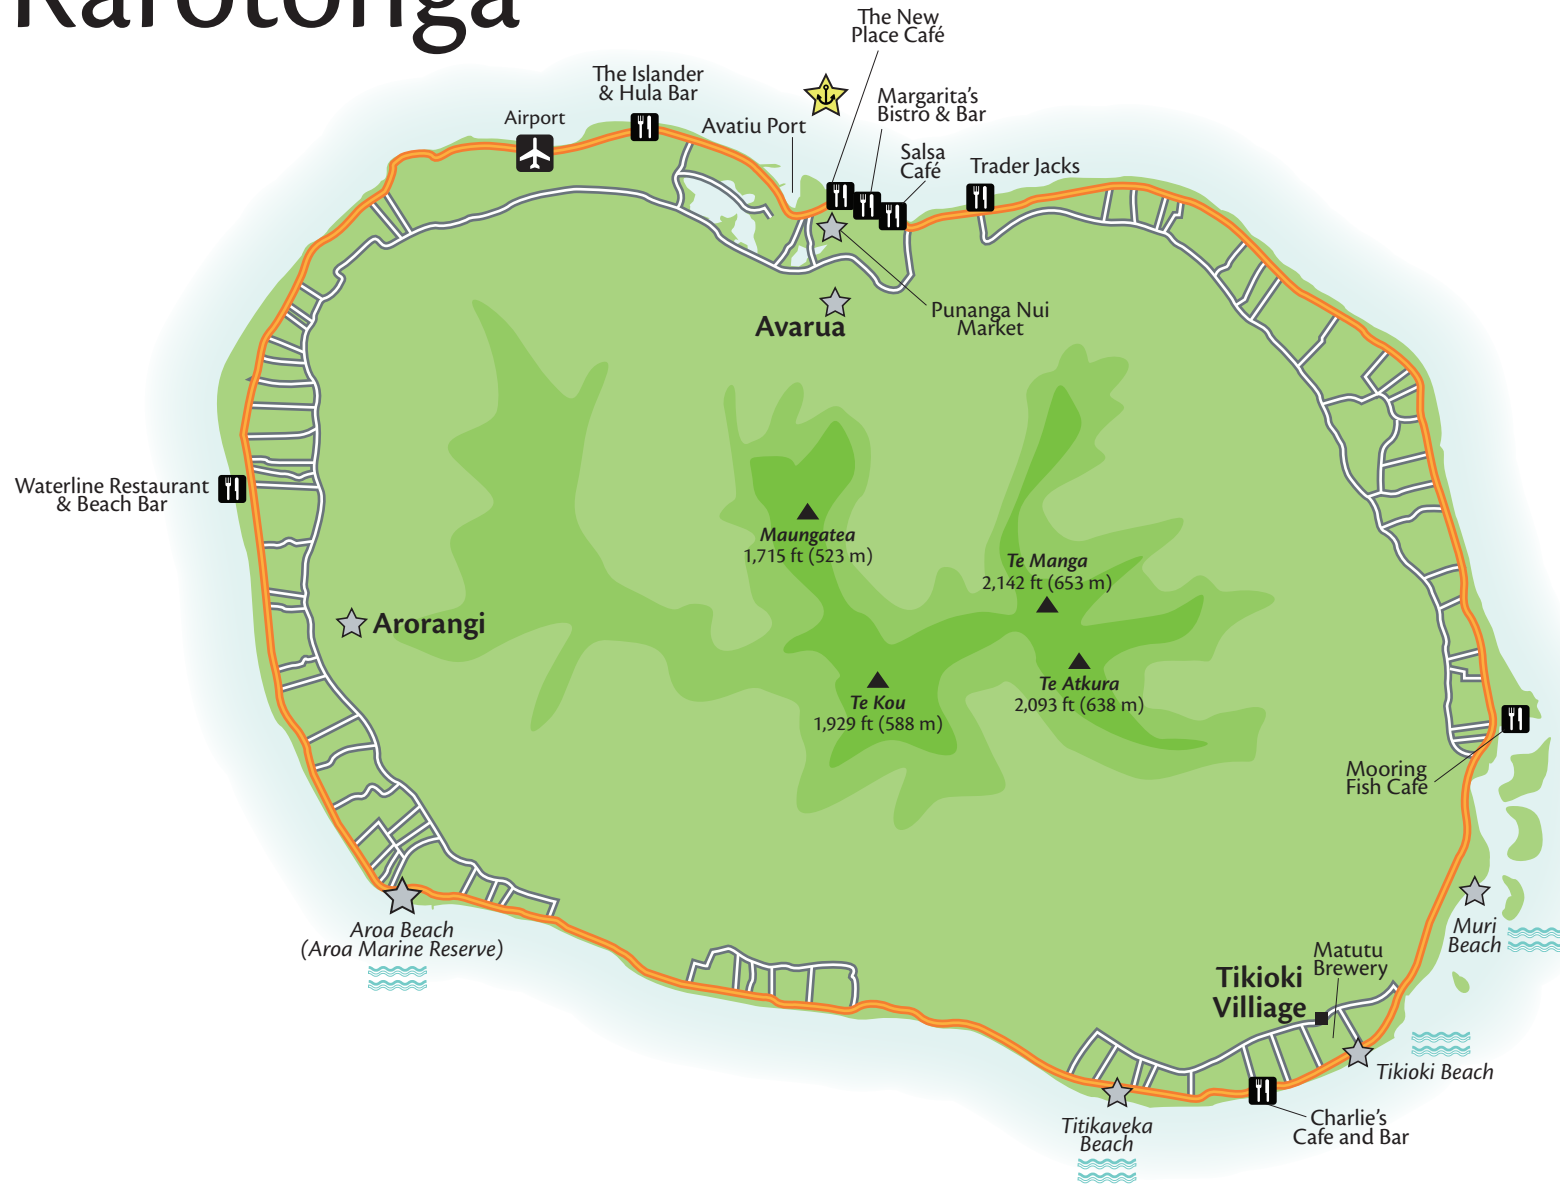 Rarotonga
The New
Place Café
The Islander
& Hula Bar
Margarita's
Bistro & Bar
Airport
Avatiu Port
Salsa
Café
Trader Jacks
Punanga Nui
Market
Avarua
Waterline Restaurant
& Beach Bar
Maungatea
1,715 ft (523 m)
Te Manga
2,142 ft (653 m)
Arorangi
Te Atkura
2,093 ft (638 m)
Te Kou
1,929 ft (588 m)
Mooring
Fish Cafe
Aroa Beach
(Aroa Marine Reserve)
Muri
Beach
Matutu
Brewery
Tikioki
Villiage
Tikioki Beach
Titikaveka
Beach
Charlie's
Cafe and Bar